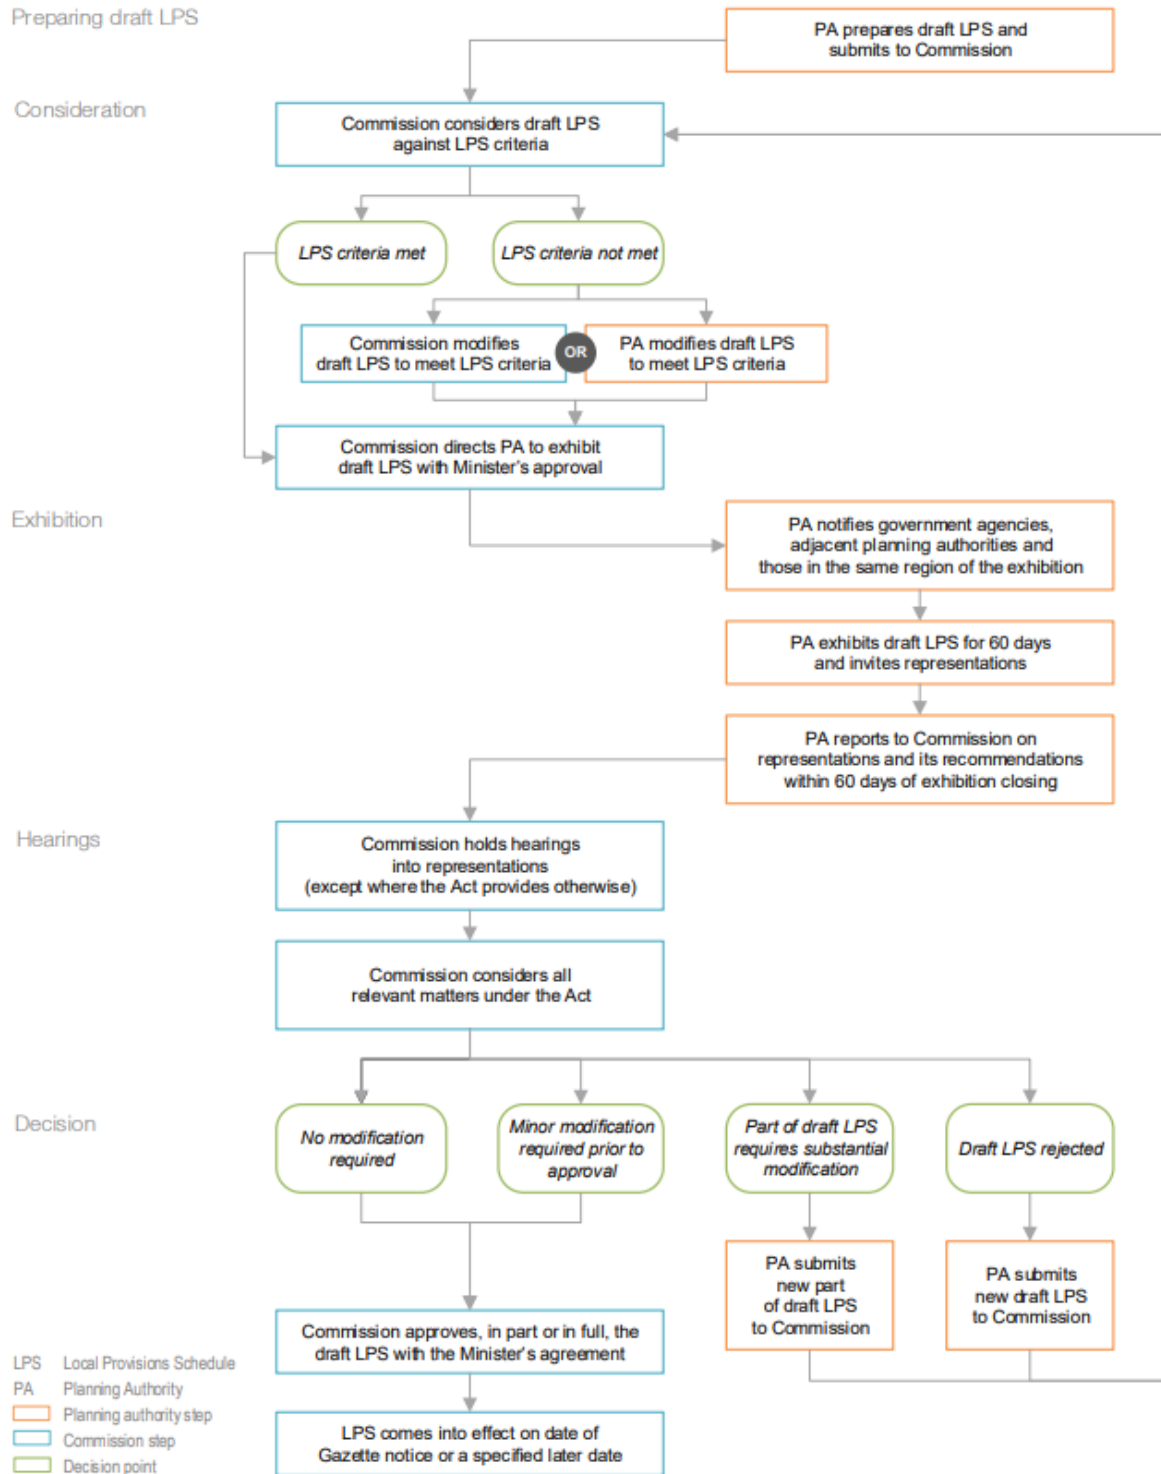 Preparing draft LPS
PA prepares draft LPS and
submits to Commission
Consideration
Commission considers draft LPS
against LPS criteria
LPS criteria met
LPS criteria not met
Commission modifies
draft LPS to meet LPS criteria
OR
PA modifies draft LPS
to meet LPS criteria
Commission directs PA to exhibit
draft LPS with Minister's approval
Exhibition
PA notifies government agencies,
adjacent planning authorities and
those in the same region of the exhibition
PA exhibits draft LPS for 60 days
and invites representations
PA reports to Commission on
representations and its recommendations
within 60 days of exhibition closing
Hearings
Commission holds hearings
into representations
(except where the Act provides otherwise)
Commission considers all
relevant matters under the Act
Decision
No modification
required
Minor modification
required prior to
approval
Part of draft LPS
requires substantial
modification
Draft LPS rejected
PA submits
new part
of draft LPS
to Commission
PA submits
new draft LPS
to Commission
Commission approves, in part or in full, the
draft LPS with the Minister's agreement
LPS comes into effect on date of
Gazette notice or a specified later date
LPS Local Provisions Schedule
PA Planning Authority
Planning authority step
Commission step
Decision point